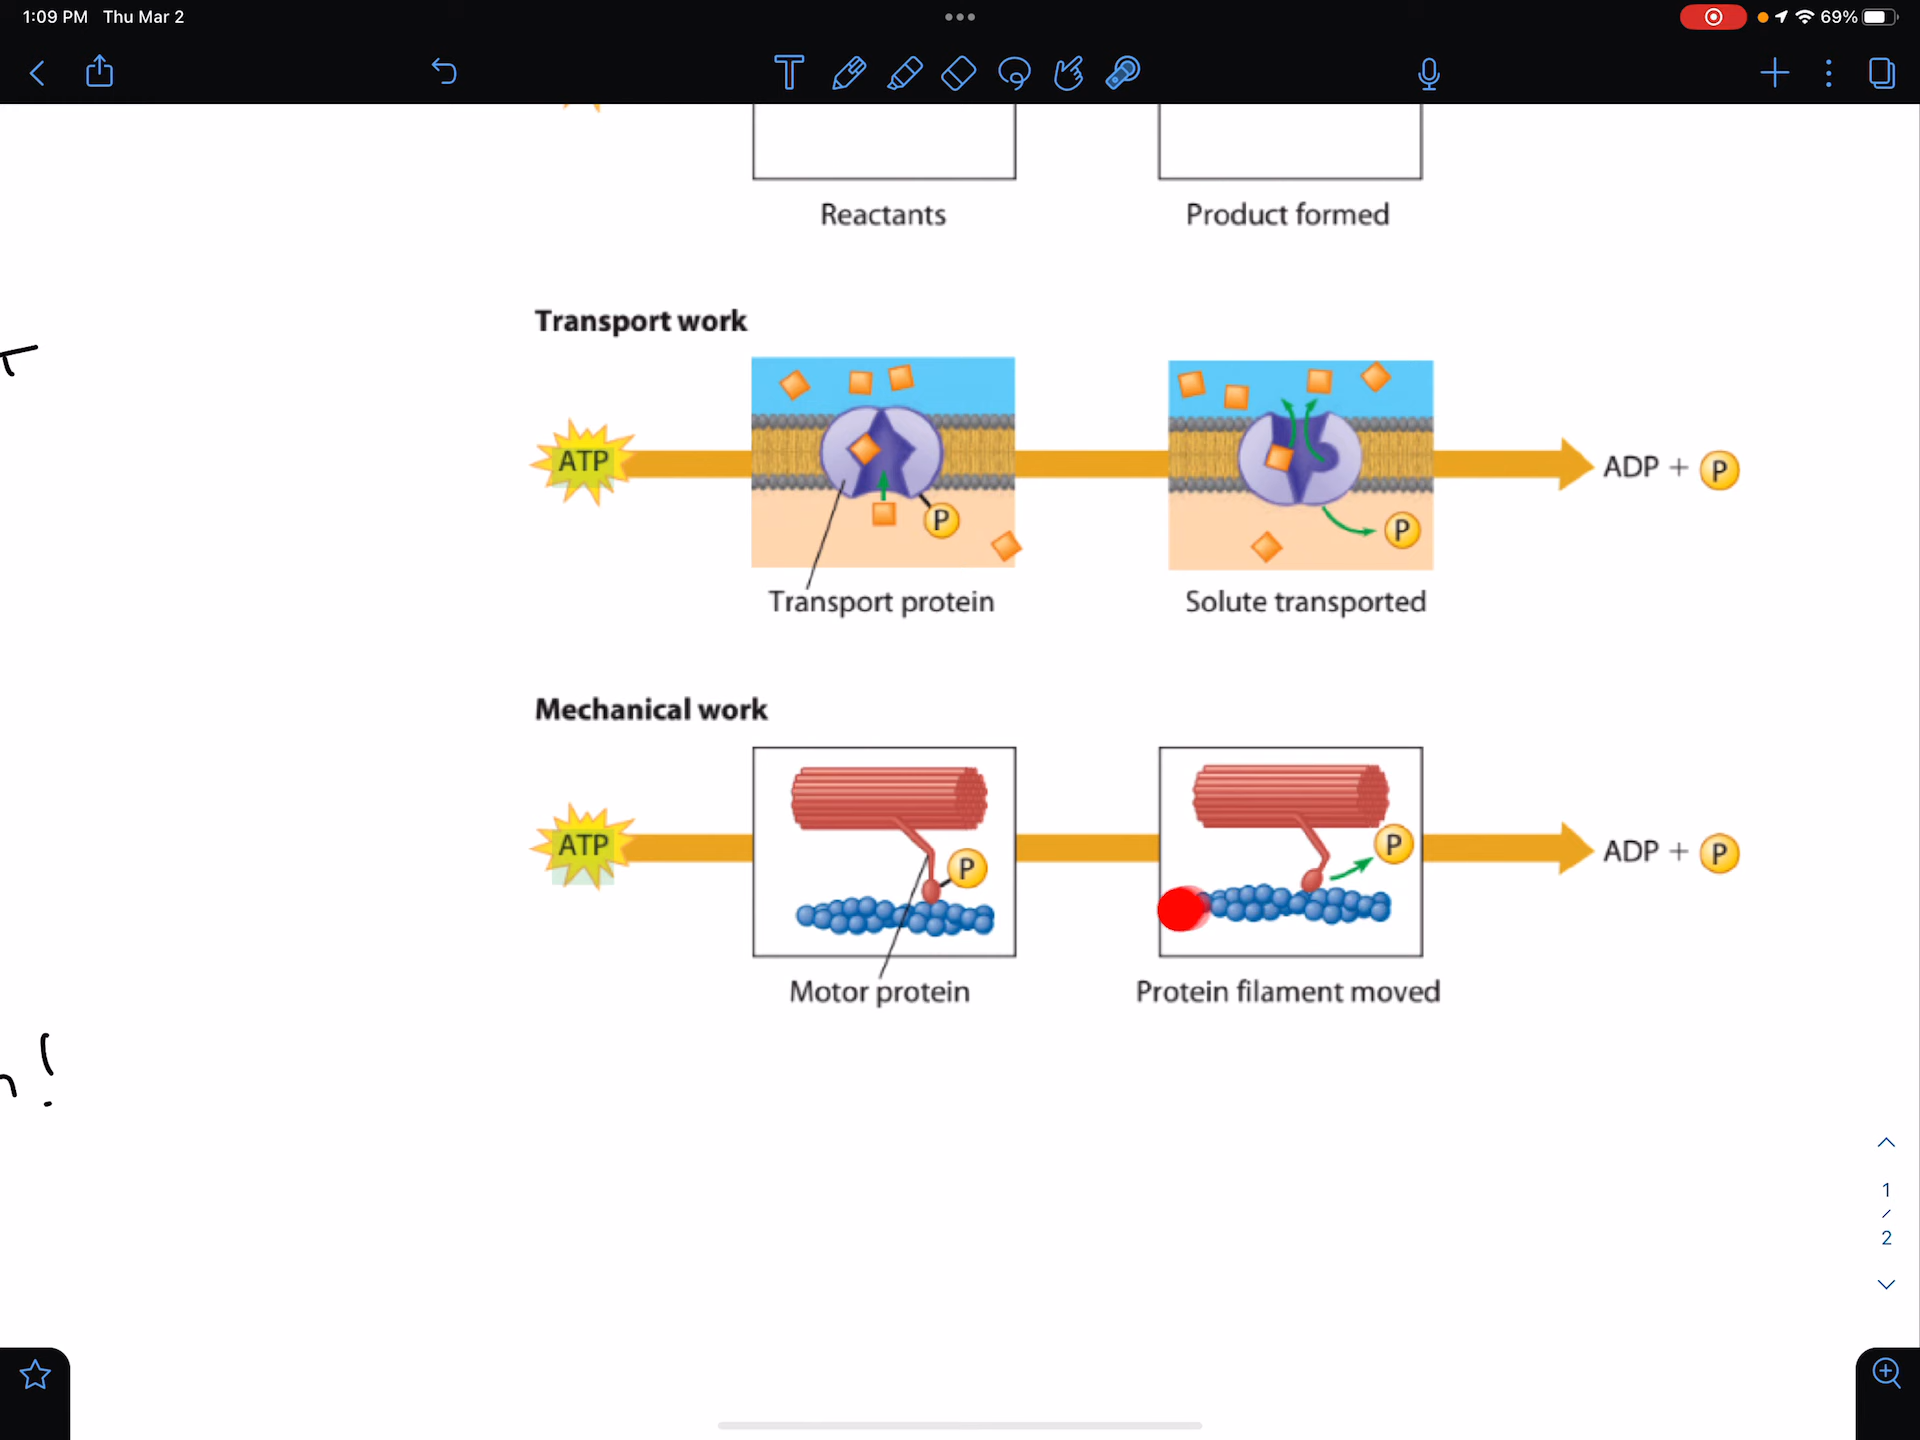 1:09 PM Thu Mar 2
69%
Reactants
Product formed
Transport work
ATP
P
P
ADP + P
Transport protein
Solute transported
Mechanical work
ATP
P
P
ADP + P
Motor protein
Protein filament moved
n!
1
/
2